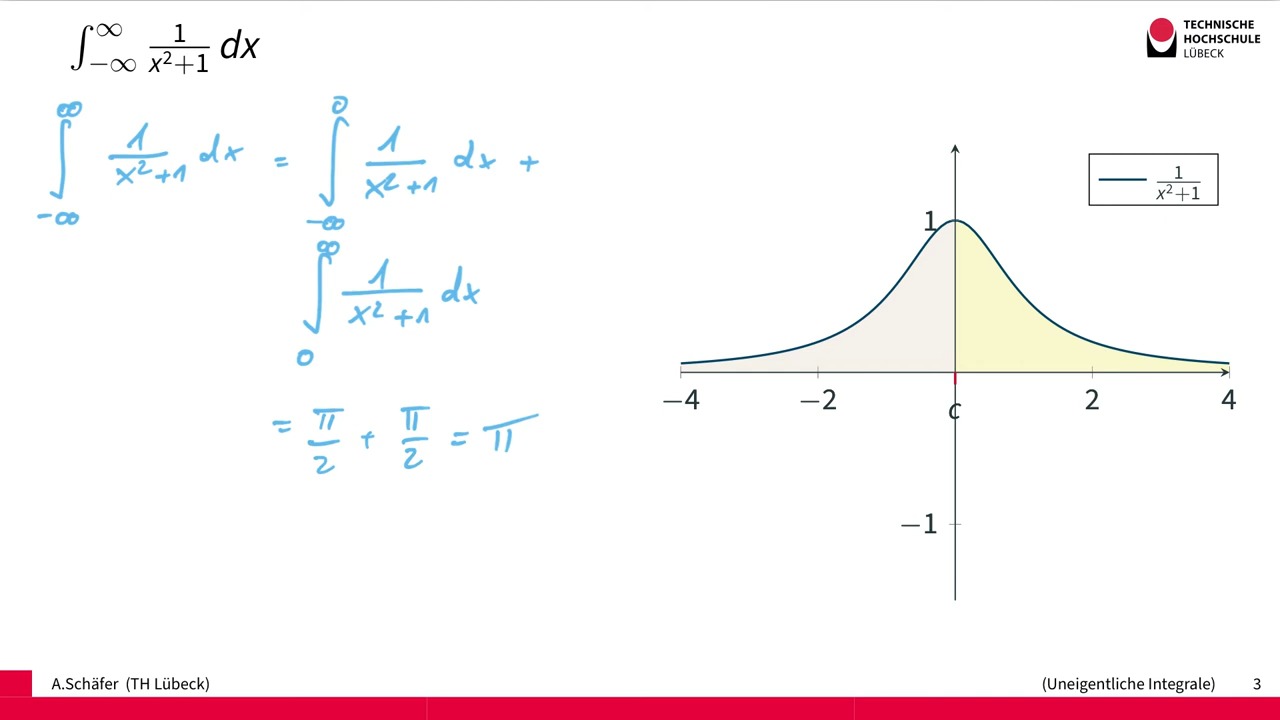 ∫_{−∞}^{∞} 1/(x²+1) dx
TECHNISCHE
HOCHSCHULE
LÜBECK
∫_{-∞}^{∞} 1/(x²+1) dx = ∫_{-∞}^{0} 1/(x²+1) dx +
∫_{0}^{∞} 1/(x²+1) dx
= π/2 + π/2 = π
1/(x²+1)
1
−4 −2 c 2 4
−1
A.Schäfer (TH Lübeck) (Uneigentliche Integrale) 3